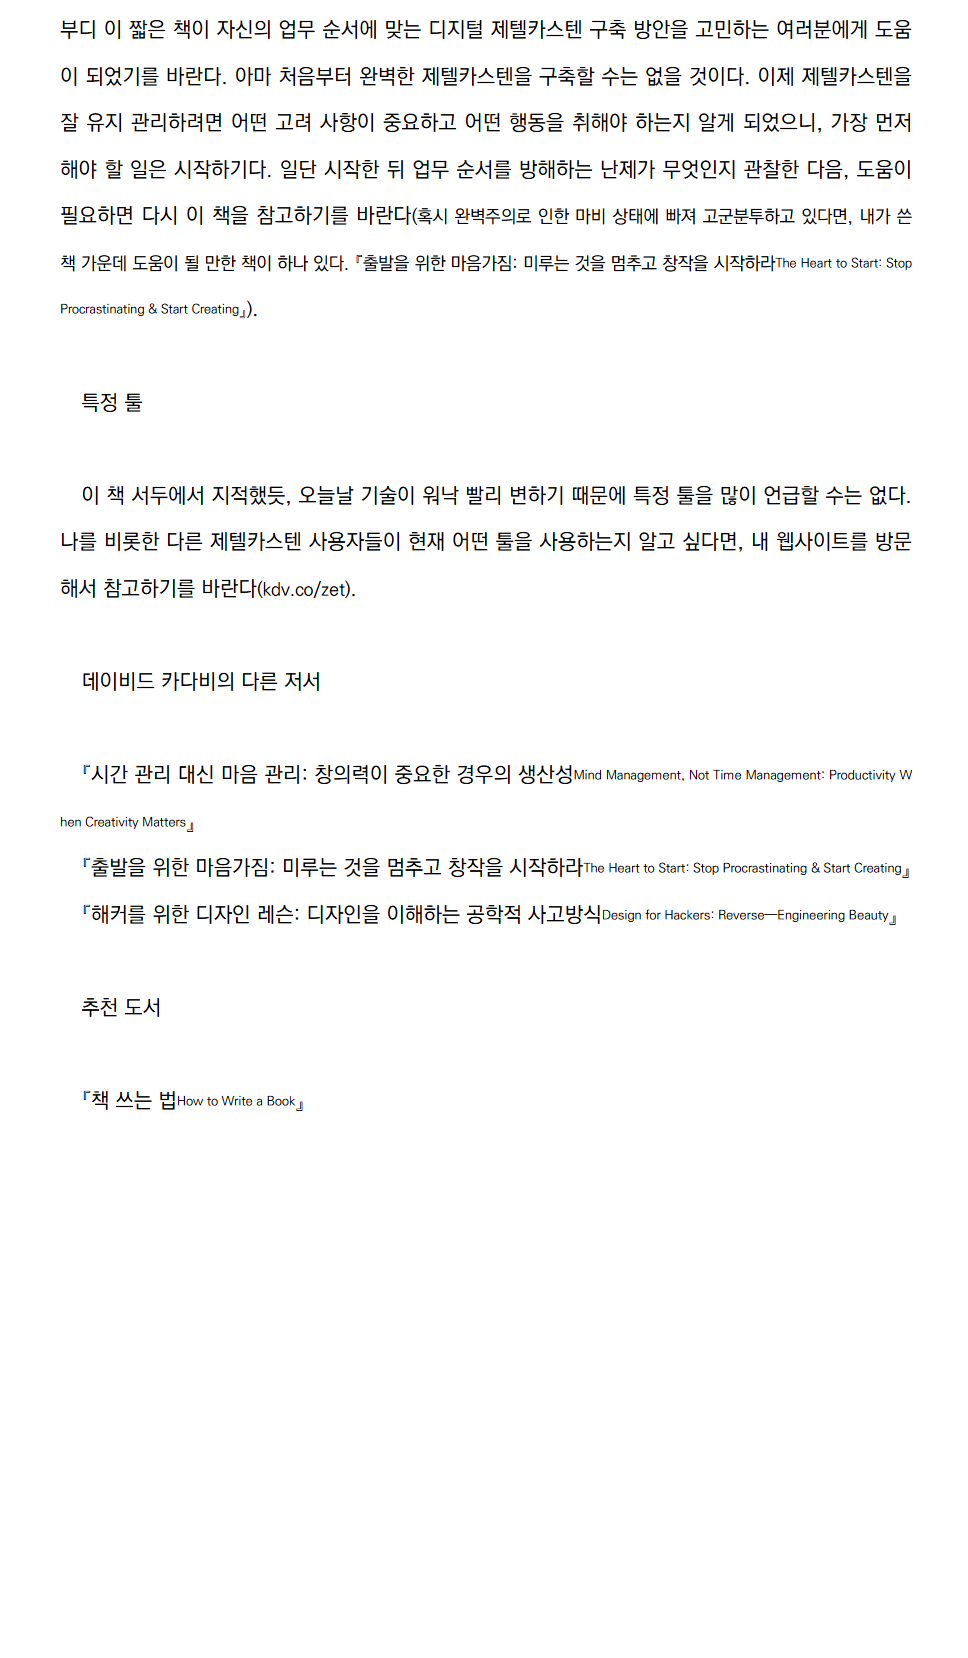 부디 이 짧은 책이 자신의 업무 순서에 맞는 디지털 제텔카스텐 구축 방안을 고민하는 여러분에게 도움
이 되었기를 바란다. 아마 처음부터 완벽한 제텔카스텐을 구축할 수는 없을 것이다. 이제 제텔카스텐을
잘 유지 관리하려면 어떤 고려 사항이 중요하고 어떤 행동을 취해야 하는지 알게 되었으니, 가장 먼저
해야 할 일은 시작하기다. 일단 시작한 뒤 업무 순서를 방해하는 난제가 무엇인지 관찰한 다음, 도움이
필요하면 다시 이 책을 참고하기를 바란다(혹시 완벽주의로 인한 마비 상태에 빠져 고군분투하고 있다면, 내가 쓴
책 가운데 도움이 될 만한 책이 하나 있다. 『출발을 위한 마음가짐: 미루는 것을 멈추고 창작을 시작하라The Heart to Start: Stop
Procrastinating & Start Creating』).
특정 툴
이 책 서두에서 지적했듯, 오늘날 기술이 워낙 빨리 변하기 때문에 특정 툴을 많이 언급할 수는 없다.
나를 비롯한 다른 제텔카스텐 사용자들이 현재 어떤 툴을 사용하는지 알고 싶다면, 내 웹사이트를 방문
해서 참고하기를 바란다(kdv.co/zet).
데이비드 카다비의 다른 저서
『시간 관리 대신 마음 관리: 창의력이 중요한 경우의 생산성Mind Management, Not Time Management: Productivity W
hen Creativity Matters』
『출발을 위한 마음가짐: 미루는 것을 멈추고 창작을 시작하라The Heart to Start: Stop Procrastinating & Start Creating』
『해커를 위한 디자인 레슨: 디자인을 이해하는 공학적 사고방식Design for Hackers: Reverse—Engineering Beauty』
추천 도서
『책 쓰는 법How to Write a Book』